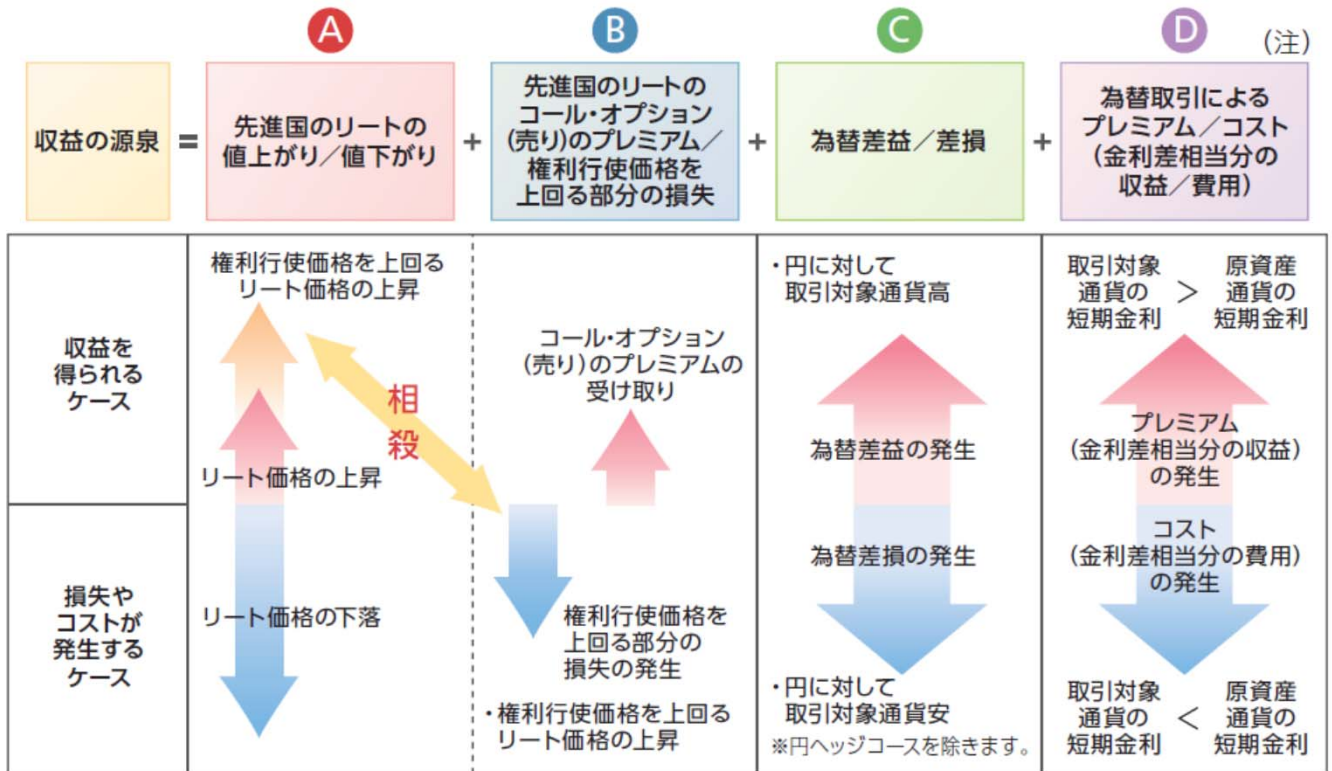 A
B
C
D
(注)
収益の源泉
=
先進国のリートの
値上がり／値下がり
+
先進国のリートの
コール・オプション
(売り)のプレミアム／
権利行使価格を
上回る部分の損失
+
為替差益／差損
+
為替取引による
プレミアム／コスト
(金利差相当分の
収益／費用)
収益を
得られる
ケース
権利行使価格を上回る
リート価格の上昇
リート価格の上昇
相
殺
コール・オプション
(売り)のプレミアムの
受け取り
・円に対して
取引対象通貨高
為替差益の発生
取引対象
通貨の
短期金利
＞
原資産
通貨の
短期金利
プレミアム
(金利差相当分の収益)
の発生
損失や
コストが
発生する
ケース
リート価格の下落
権利行使価格を
上回る部分の
損失の発生
・権利行使価格を上回る
リート価格の上昇
為替差損の発生
・円に対して
取引対象通貨安
※円ヘッジコースを除きます。
コスト
(金利差相当分の費用)
の発生
取引対象
通貨の
短期金利
＜
原資産
通貨の
短期金利